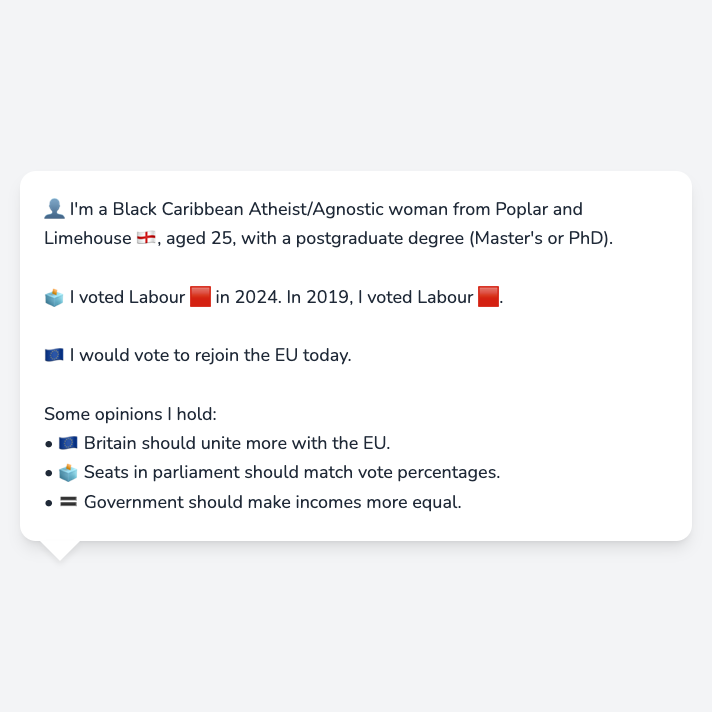 👤 I'm a Black Caribbean Atheist/Agnostic woman from Poplar and
Limehouse 🏴󠁧󠁢󠁥󠁮󠁧󠁿, aged 25, with a postgraduate degree (Master's or PhD).
🗳️ I voted Labour 🟥 in 2024. In 2019, I voted Labour 🟥.
🇪🇺 I would vote to rejoin the EU today.
Some opinions I hold:
• 🇪🇺 Britain should unite more with the EU.
• 🗳️ Seats in parliament should match vote percentages.
• 🟰 Government should make incomes more equal.